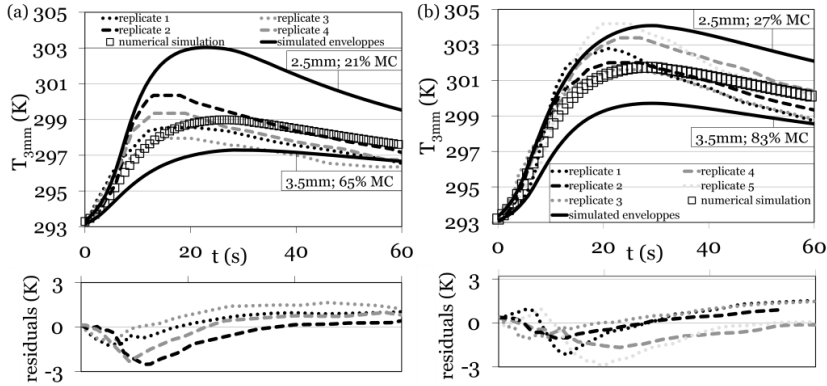 (a)
305
303
301
299
297
295
293
T3mm (K)
replicate 1 replicate 3
replicate 2 replicate 4
numerical simulation simulated enveloppes
2.5mm; 21% MC
3.5mm; 65% MC
0 20 40 60
t (s)
3
0
-3
residuals (K)
(b)
305
303
301
299
297
295
293
T3mm (K)
2.5mm; 27% MC
3.5mm; 83% MC
replicate 1 replicate 4
replicate 2 replicate 5
replicate 3 numerical simulation
simulated enveloppes
0 20 40 60
t (s)
3
0
-3
residuals (K)